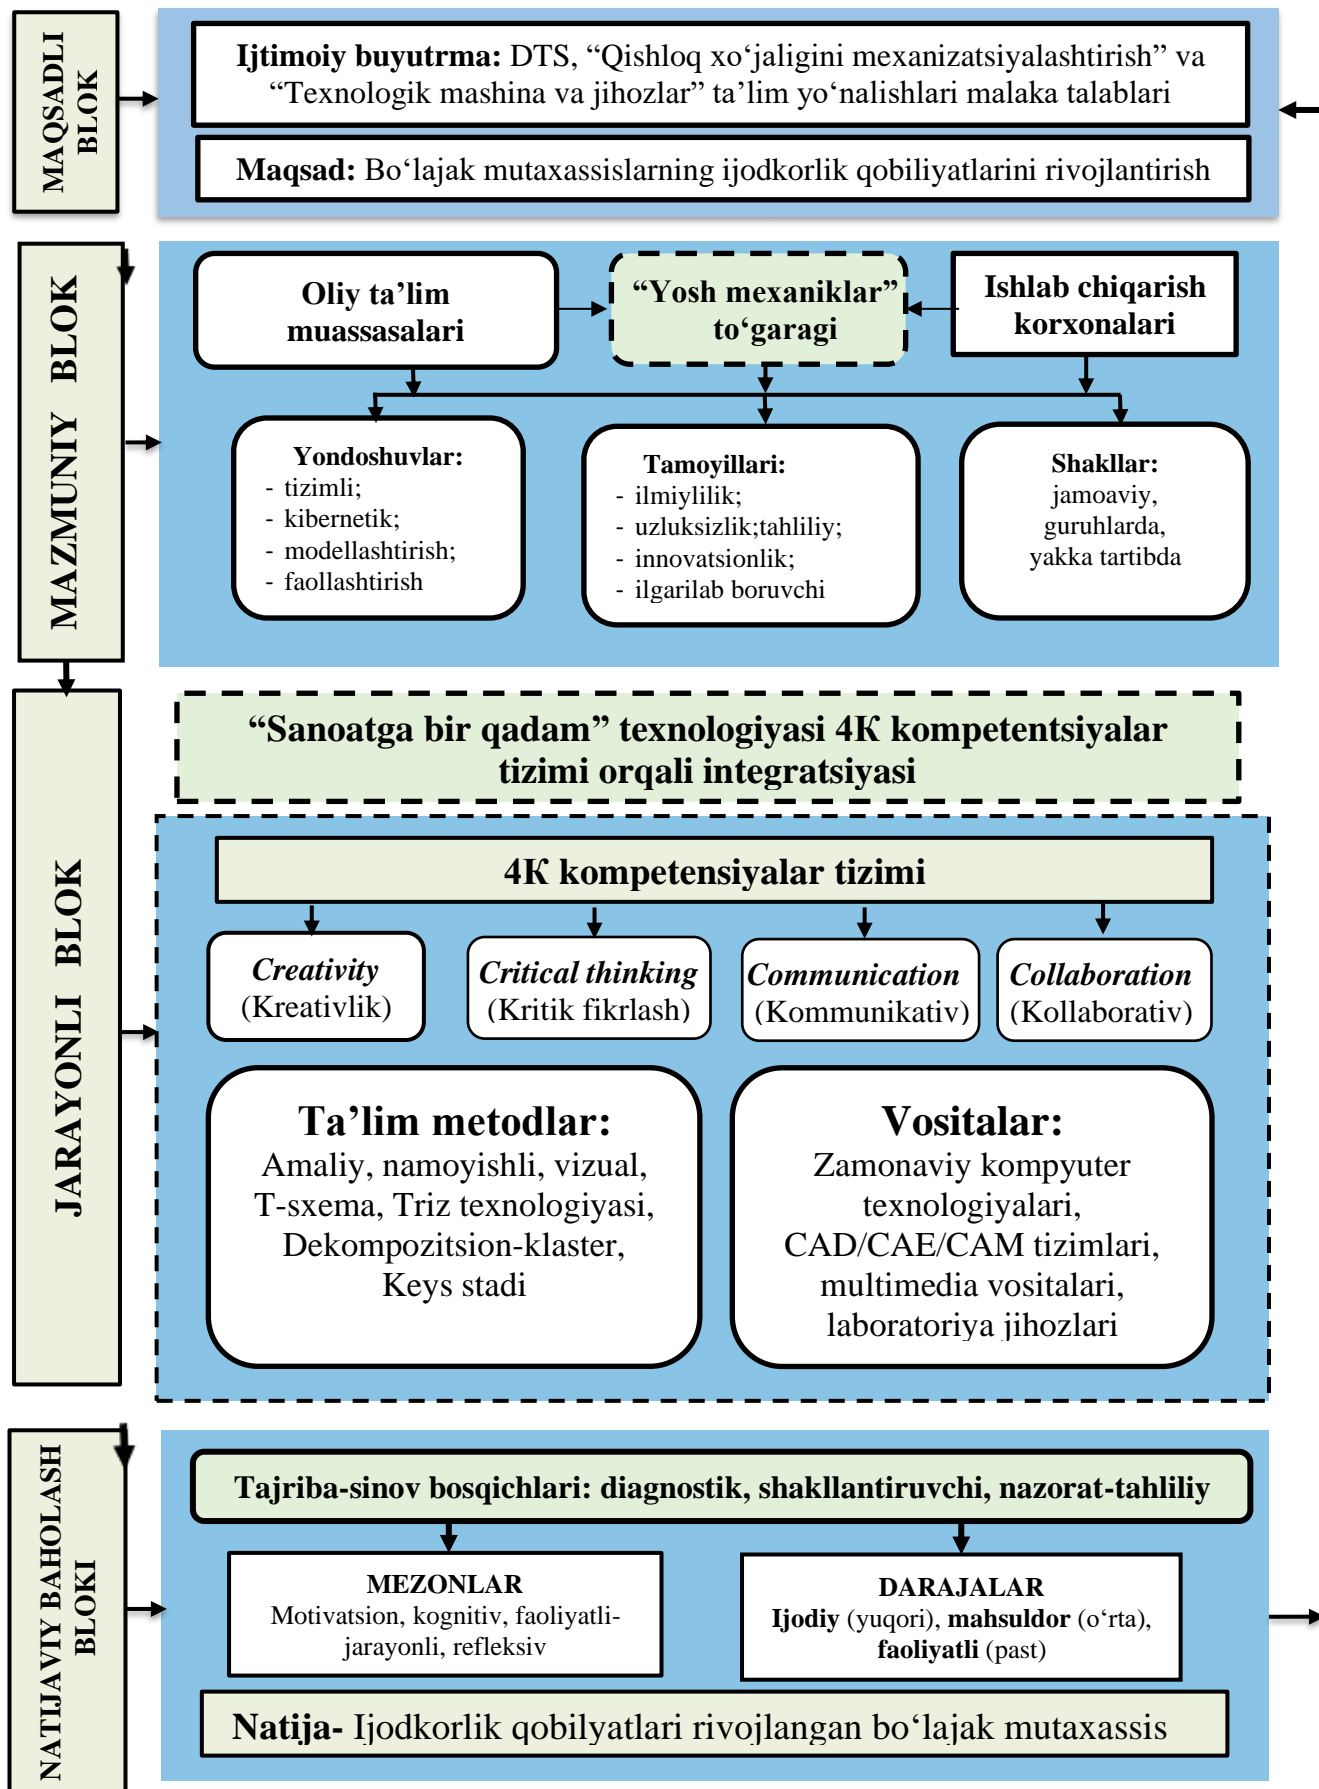 MAQSADLI
BLOK
Ijtimoiy buyutrma: DTS, “Qishloq xo‘jaligini mexanizatsiyalashtirish” va
“Texnologik mashina va jihozlar” ta’lim yo‘nalishlari malaka talablari
Maqsad: Bo‘lajak mutaxassislarning ijodkorlik qobiliyatlarini rivojlantirish
MAZMUNIY BLOK
Oliy ta’lim
muassasalari
“Yosh mexaniklar”
to‘garagi
Ishlab chiqarish
korxonalari
Yondoshuvlar:
- tizimli;
- kibernetik;
- modellashtirish;
- faollashtirish
Tamoyillari:
- ilmiylilik;
- uzluksizlik;tahliliy;
- innovatsionlik;
- ilgarilab boruvchi
Shakllar:
jamoaviy,
guruhlarda,
yakka tartibda
JARAYONLI BLOK
“Sanoatga bir qadam” texnologiyasi 4K kompetentsiyalar
tizimi orqali integratsiyasi
4К kompetensiyalar tizimi
Creativity
(Kreativlik)
Critical thinking
(Kritik fikrlash)
Communication
(Kommunikativ)
Collaboration
(Kollaborativ)
Ta’lim metodlar:
Amaliy, namoyishli, vizual,
T-sxema, Triz texnologiyasi,
Dekompozitsion-klaster,
Keys stadi
Vositalar:
Zamonaviy kompyuter
texnologiyalari,
CAD/CAE/CAM tizimlari,
multimedia vositalari,
laboratoriya jihozlari
NATIJAVIY BAHOLASH
BLOKI
Tajriba-sinov bosqichlari: diagnostik, shakllantiruvchi, nazorat-tahliliy
MEZONLAR
Motivatsion, kognitiv, faoliyatli-
jarayonli, refleksiv
DARAJALAR
Ijodiy (yuqori), mahsuldor (o‘rta),
faoliyatli (past)
Natija- Ijodkorlik qobilyatlari rivojlangan bo‘lajak mutaxassis